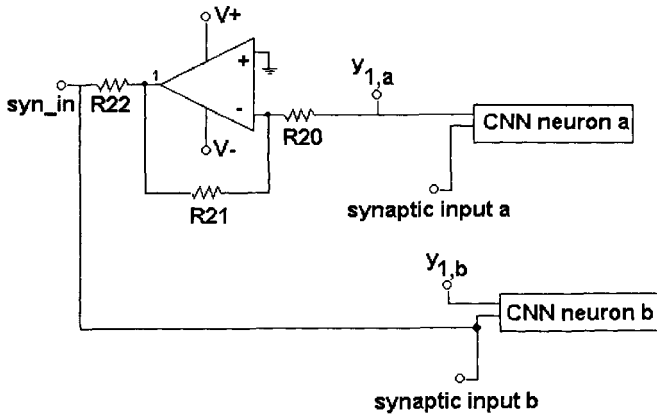 V+
1
+
-
syn_in
R22
V-
R20
R21
y1,a
CNN neuron a
synaptic input a
y1,b
CNN neuron b
synaptic input b